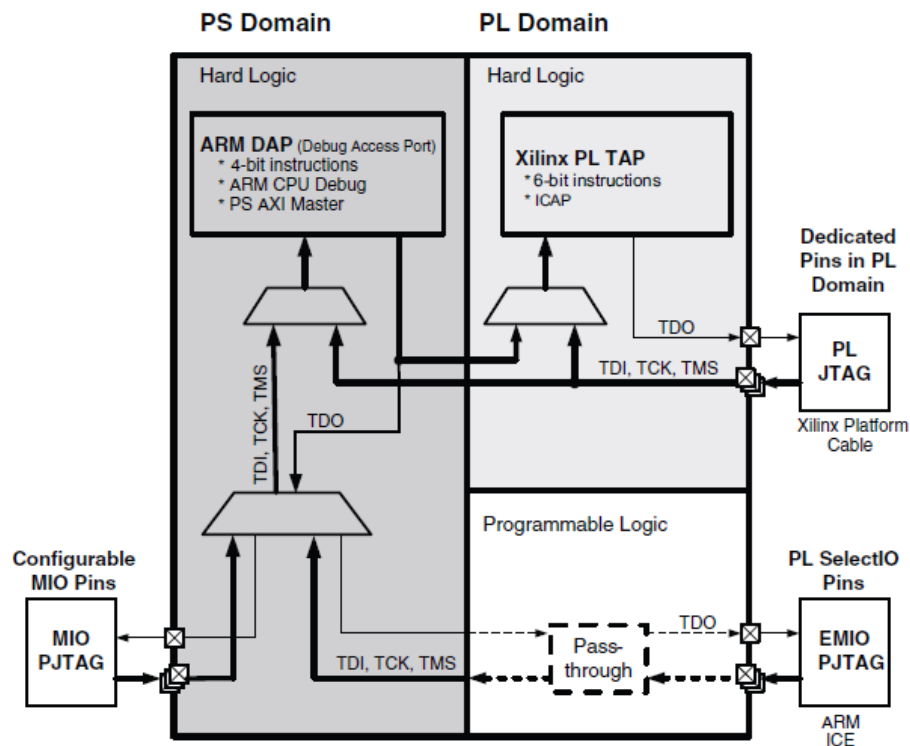 PS Domain
PL Domain
Hard Logic
Hard Logic
ARM DAP (Debug Access Port)
* 4-bit instructions
* ARM CPU Debug
* PS AXI Master
Xilinx PL TAP
* 6-bit instructions
* ICAP
Dedicated
Pins in PL
Domain
TDO
PL
JTAG
TDI, TCK, TMS
Xilinx Platform
Cable
TDI, TCK, TMS
TDO
Programmable Logic
Configurable
MIO Pins
PL SelectIO
Pins
MIO
PJTAG
TDO
Pass-
through
EMIO
PJTAG
TDI, TCK, TMS
ARM
ICE